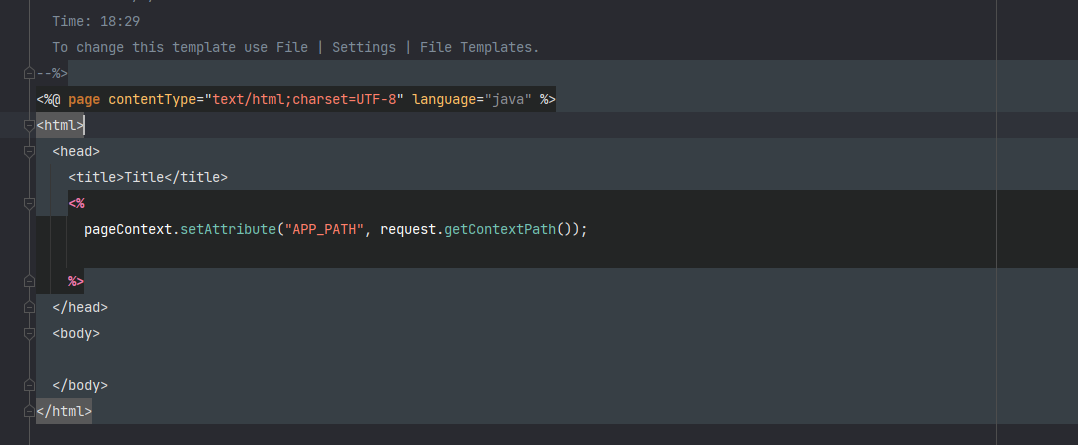 Time: 18:29
To change this template use File | Settings | File Templates.
--%>
<%@ page contentType="text/html;charset=UTF-8" language="java" %>
<html>
<head>
<title>Title</title>
<%
pageContext.setAttribute("APP_PATH", request.getContextPath());
%>
</head>
<body>
</body>
</html>